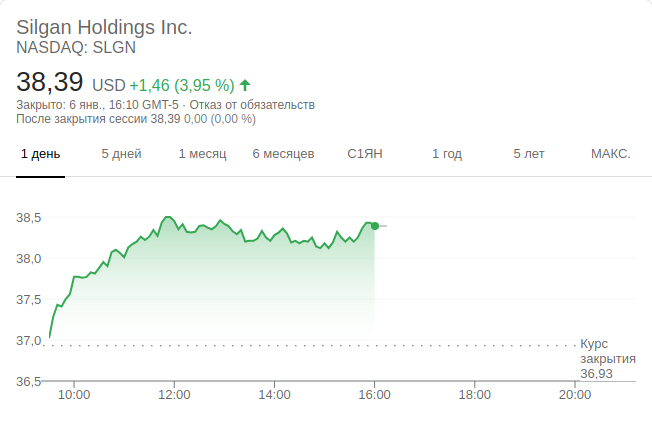 Silgan Holdings Inc.
NASDAQ: SLGN
38,39 USD +1,46 (3,95 %)
Закрыто: 6 янв., 16:10 GMT-5 · Отказ от обязательств
После закрытия сессии 38,39 0,00 (0,00 %)
1 день 5 дней 1 месяц 6 месяцев С1ЯН 1 год 5 лет МАКС.
38,5
38,0
37,5
37,0
Курс
закрытия
36,93
36,5
10:00 12:00 14:00 16:00 18:00 20:00